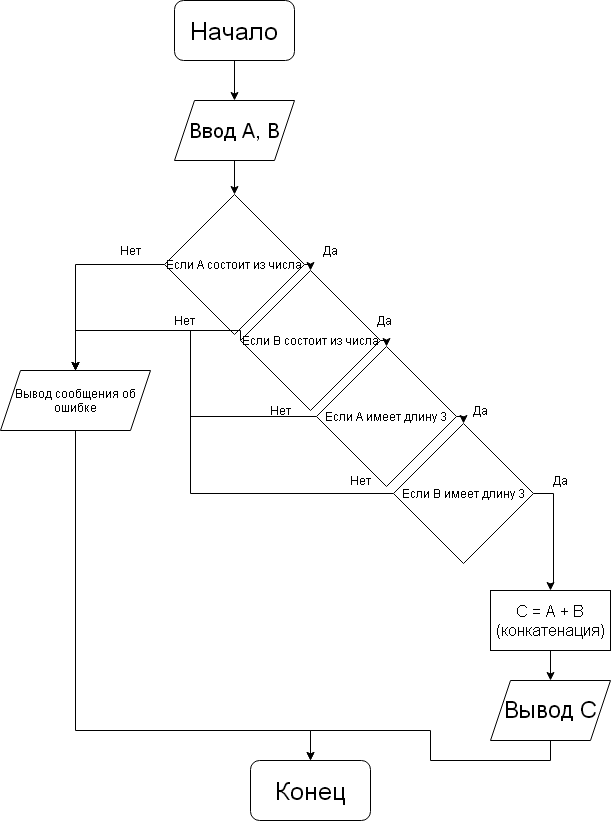 Начало
Ввод А, В
Нет
Да
Если А состоит из числа
Нет
Да
Если В состоит из числа
Вывод сообщения об
ошибке
Нет
Да
Если А имеет длину 3
Нет
Да
Если В имеет длину 3
С = А + В
(конкатенация)
Вывод С
Конец